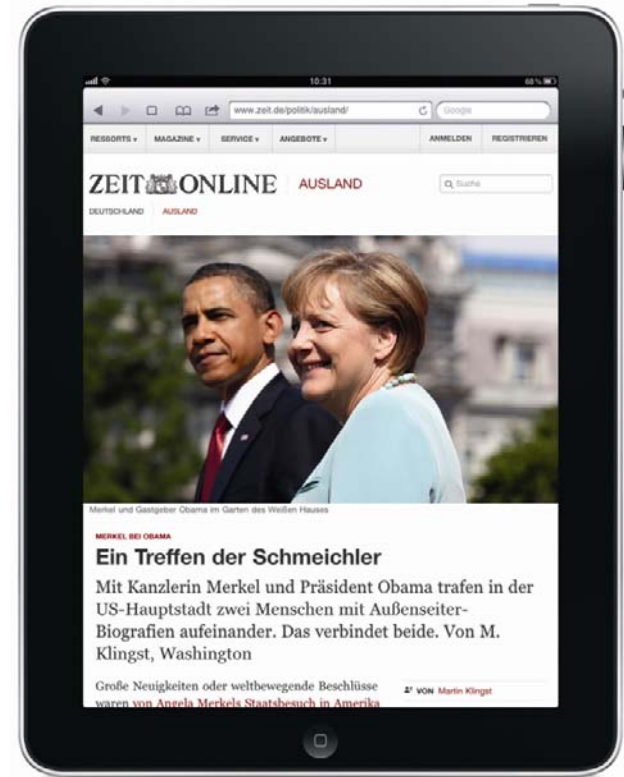 10:31
68 %
www.zeit.de/politik/ausland/
Google
RESSORTS MAGAZINE SERVICE ANGEBOTE ANMELDEN REGISTRIEREN
ZEIT ONLINE AUSLAND
Suche
DEUTSCHLAND AUSLAND
Merkel und Gastgeber Obama im Garten des Weißen Hauses
MERKEL BEI OBAMA
Ein Treffen der Schmeichler
Mit Kanzlerin Merkel und Präsident Obama trafen in der
US-Hauptstadt zwei Menschen mit Außenseiter-
Biografien aufeinander. Das verbindet beide. Von M.
Klingst, Washington
Große Neuigkeiten oder weltbewegende Beschlüsse
waren von Angela Merkels Staatsbesuch in Amerika
VON Martin Klingst